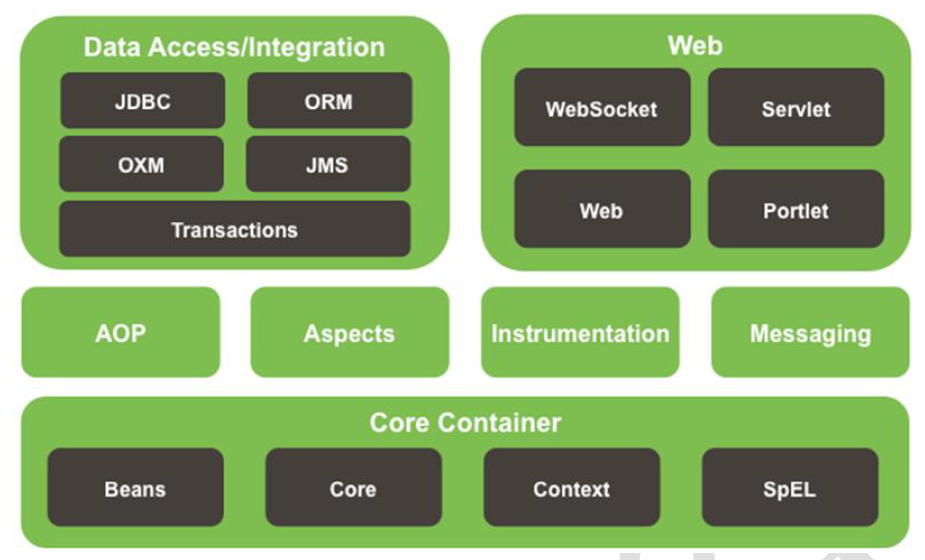 Data Access/Integration
JDBC
ORM
OXM
JMS
Transactions
Web
WebSocket
Servlet
Web
Portlet
AOP
Aspects
Instrumentation
Messaging
Core Container
Beans
Core
Context
SpEL